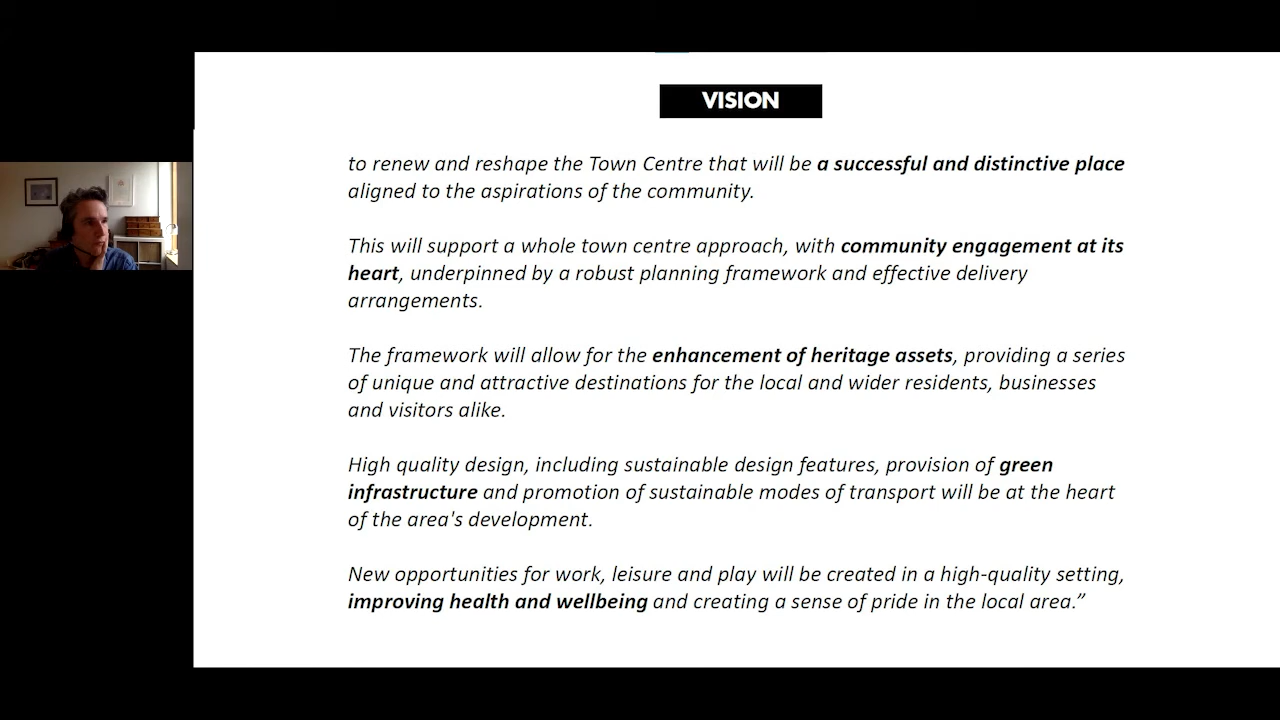 VISION
to renew and reshape the Town Centre that will be a successful and distinctive place
aligned to the aspirations of the community.
This will support a whole town centre approach, with community engagement at its
heart, underpinned by a robust planning framework and effective delivery
arrangements.
The framework will allow for the enhancement of heritage assets, providing a series
of unique and attractive destinations for the local and wider residents, businesses
and visitors alike.
High quality design, including sustainable design features, provision of green
infrastructure and promotion of sustainable modes of transport will be at the heart
of the area's development.
New opportunities for work, leisure and play will be created in a high-quality setting,
improving health and wellbeing and creating a sense of pride in the local area.”